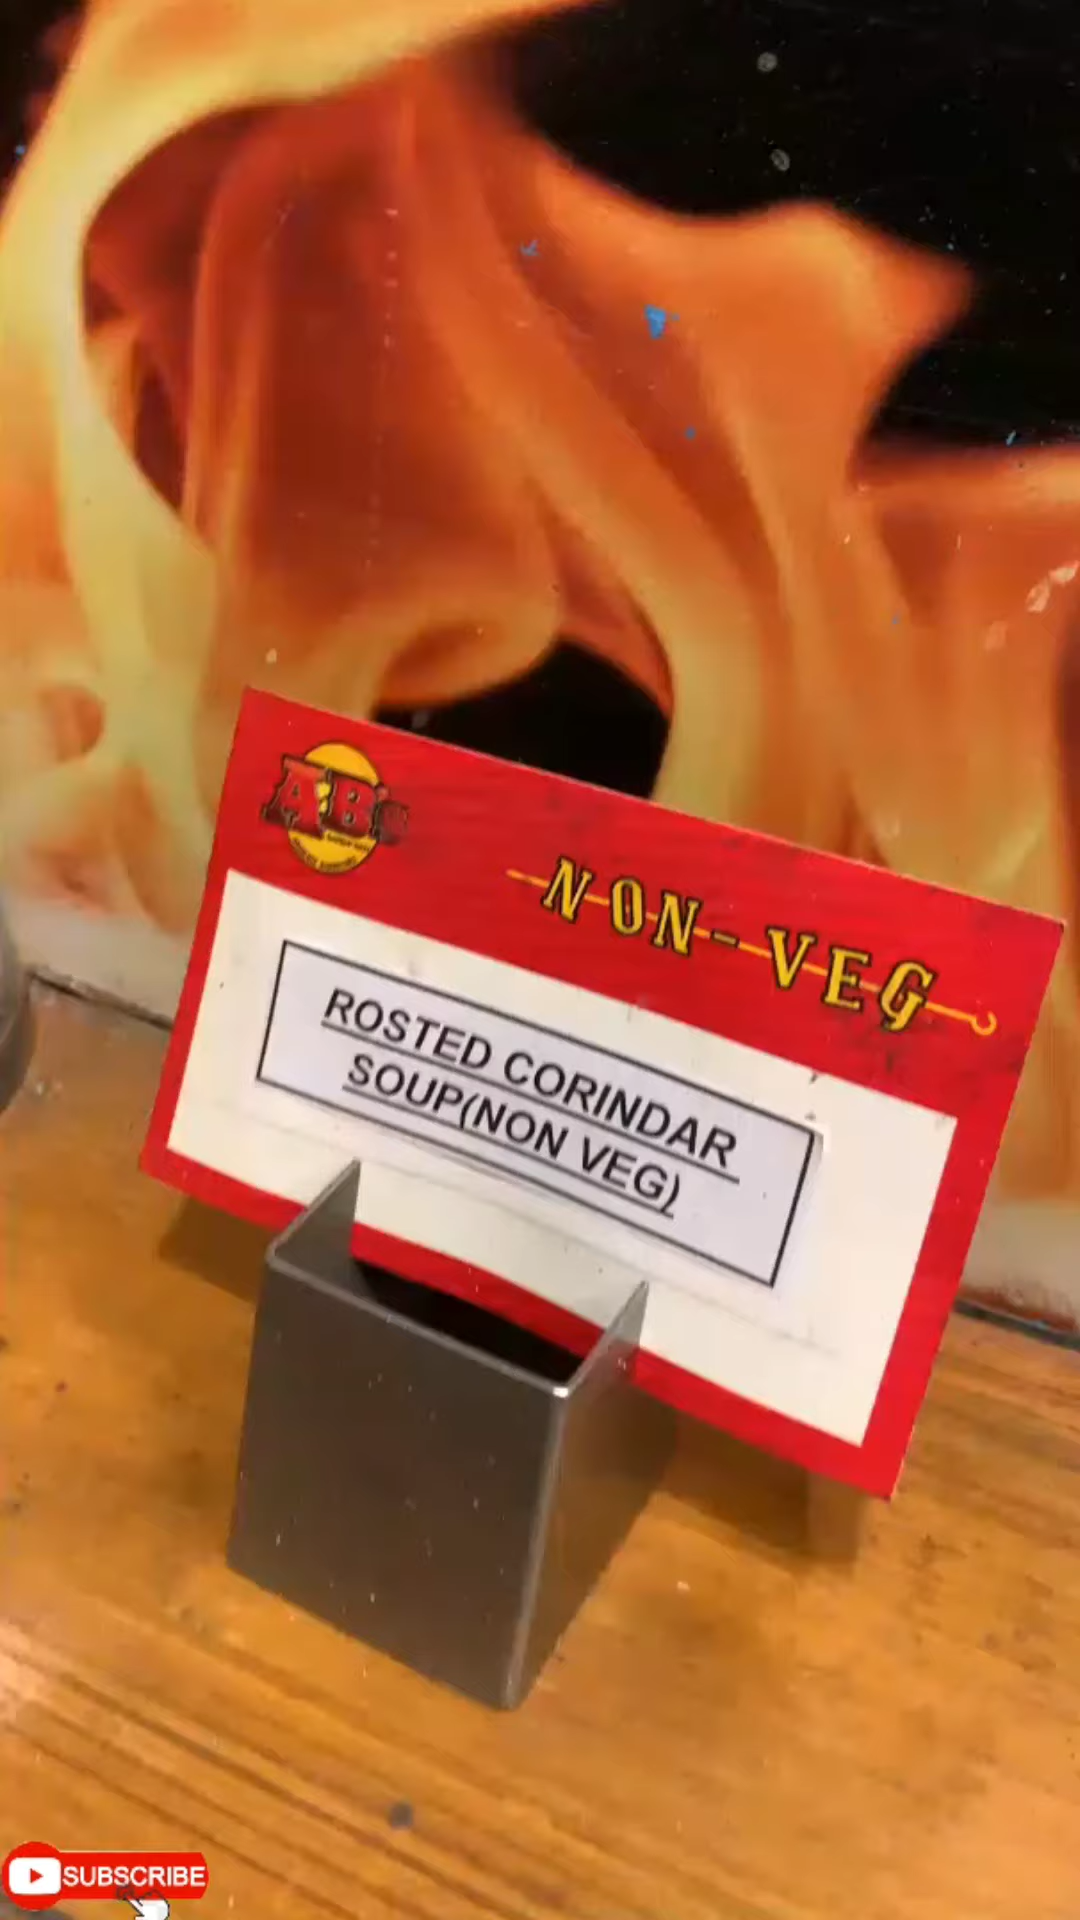 AB's
NON-VEG
ROSTED CORINDAR
SOUP(NON VEG)
SUBSCRIBE